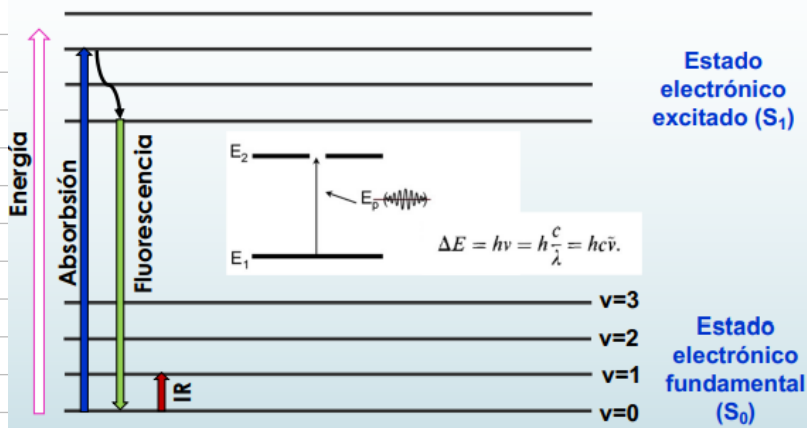 Energía
Absorbsión
Fluorescencia
IR
Estado
electrónico
excitado (S₁)
E₂
Eₚ
E₁
ΔE = hν = h c/λ = hcν̃.
v=3
v=2
v=1
v=0
Estado
electrónico
fundamental
(S₀)